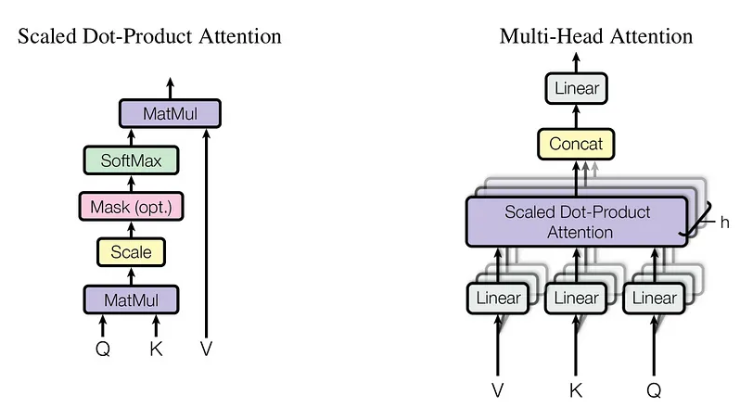 Scaled Dot-Product Attention
MatMul
SoftMax
Mask (opt.)
Scale
MatMul
Q K V
Multi-Head Attention
Linear
Concat
Scaled Dot-Product
Attention
h
Linear Linear Linear
V K Q